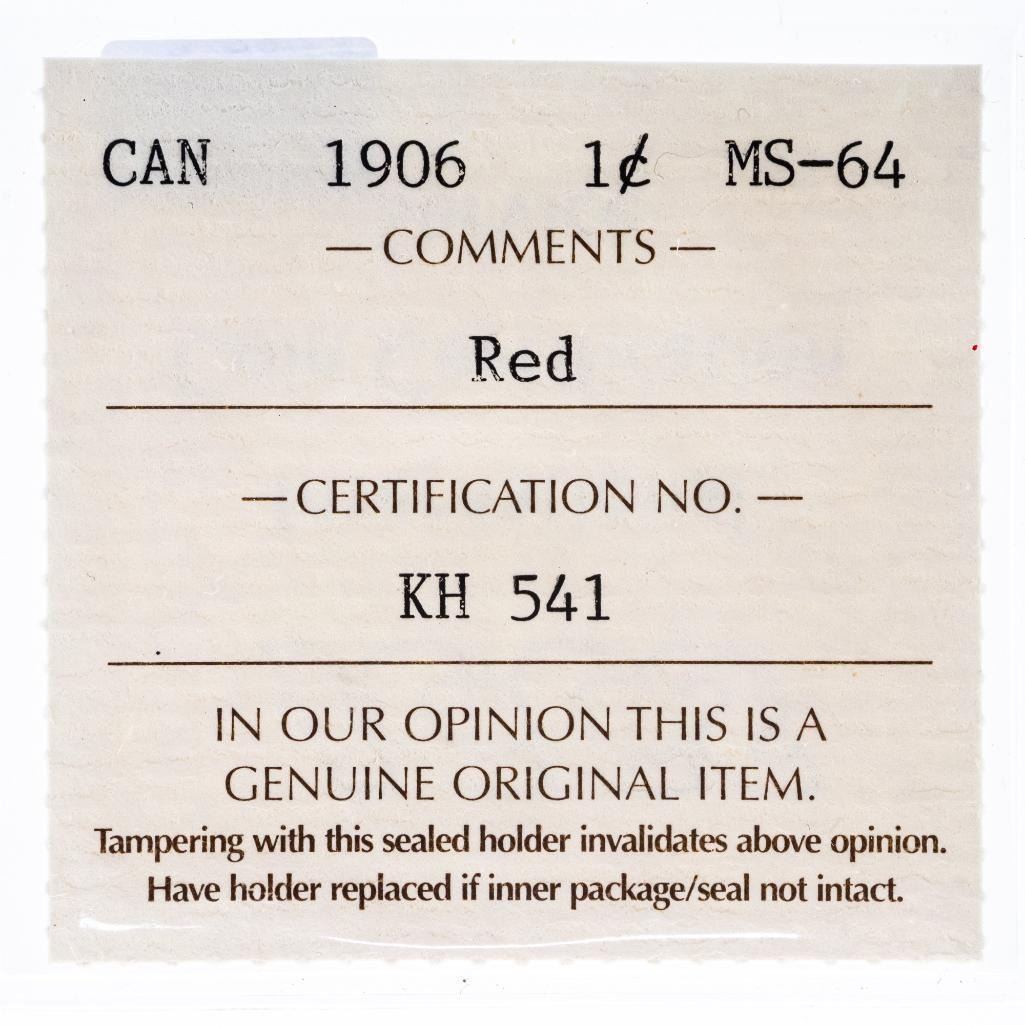 CAN 1906 1¢ MS-64
— COMMENTS —
Red
— CERTIFICATION NO. —
KH 541
IN OUR OPINION THIS IS A
GENUINE ORIGINAL ITEM.
Tampering with this sealed holder invalidates above opinion.
Have holder replaced if inner package/seal not intact.